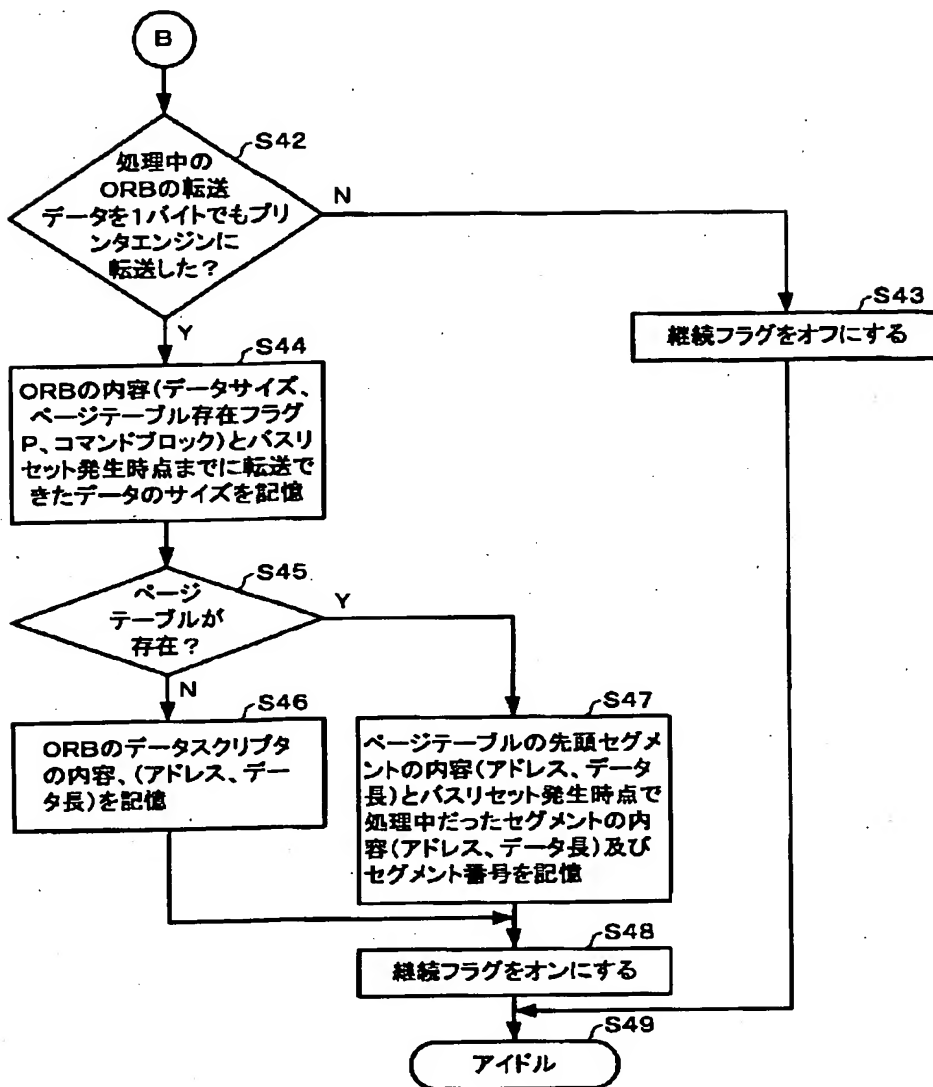 B
S42
処理中の
ORBの転送
データを1バイトでもプリ
ンタエンジンに
転送した？
N
Y
S43
継続フラグをオフにする
S44
ORBの内容(データサイズ、
ページテーブル存在フラグ
P、コマンドブロック)とバスリ
セット発生時点までに転送で
きたデータのサイズを記憶
S45
ページ
テーブルが
存在？
Y
N
S46
ORBのデータスクリプタ
の内容、(アドレス、デー
タ長)を記憶
S47
ページテーブルの先頭セグメ
ントの内容(アドレス、データ
長)とバスリセット発生時点で
処理中だったセグメントの内
容(アドレス、データ長)及び
セグメント番号を記憶
S48
継続フラグをオンにする
S49
アイドル